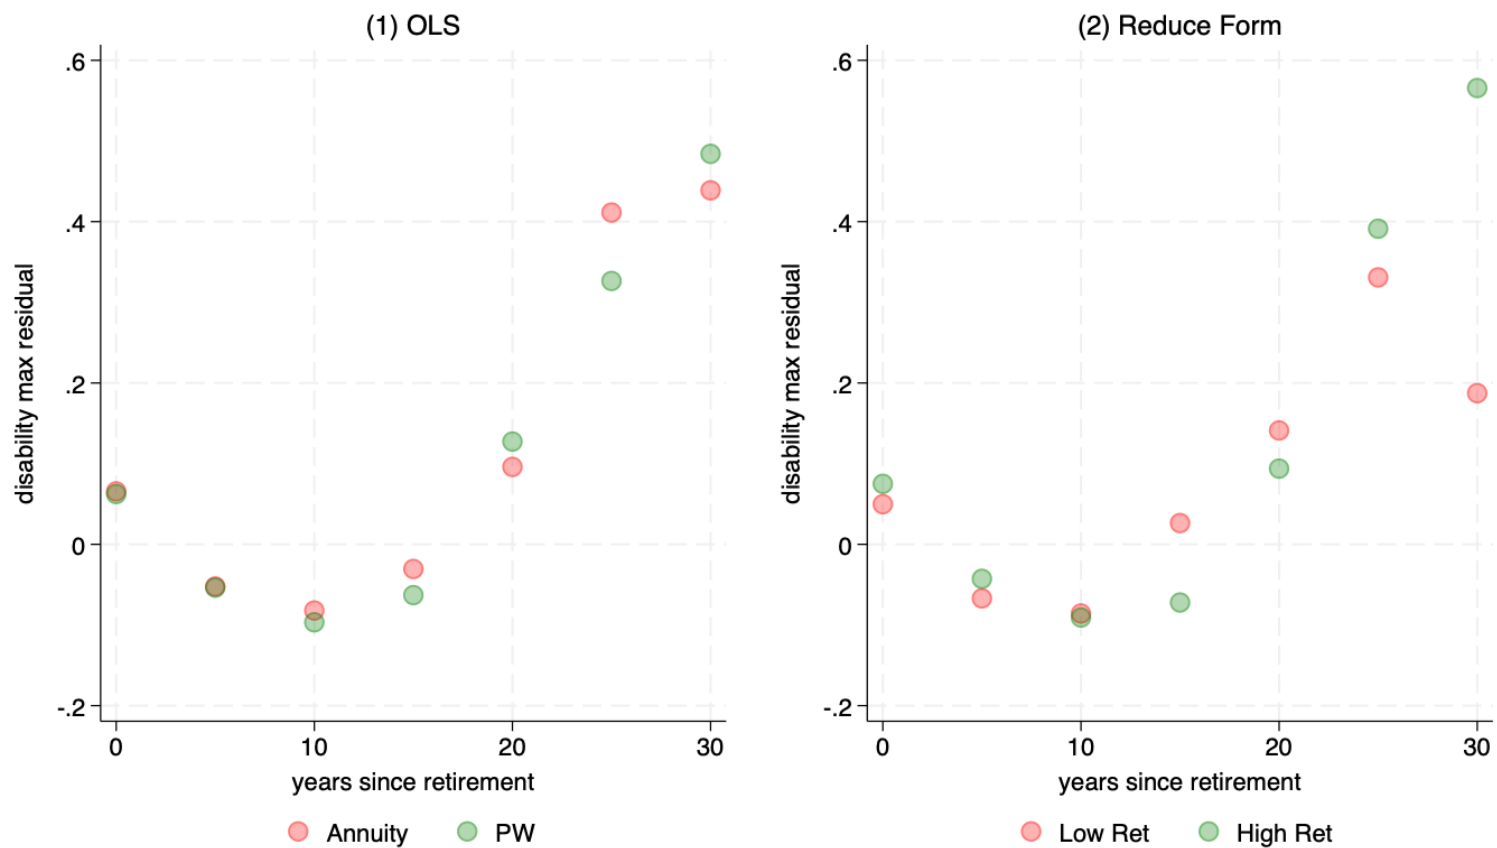 (1) OLS
.6
.4
.2
0
-.2
disability max residual
0 10 20 30
years since retirement
Annuity PW
(2) Reduce Form
.6
.4
.2
0
-.2
disability max residual
0 10 20 30
years since retirement
Low Ret High Ret